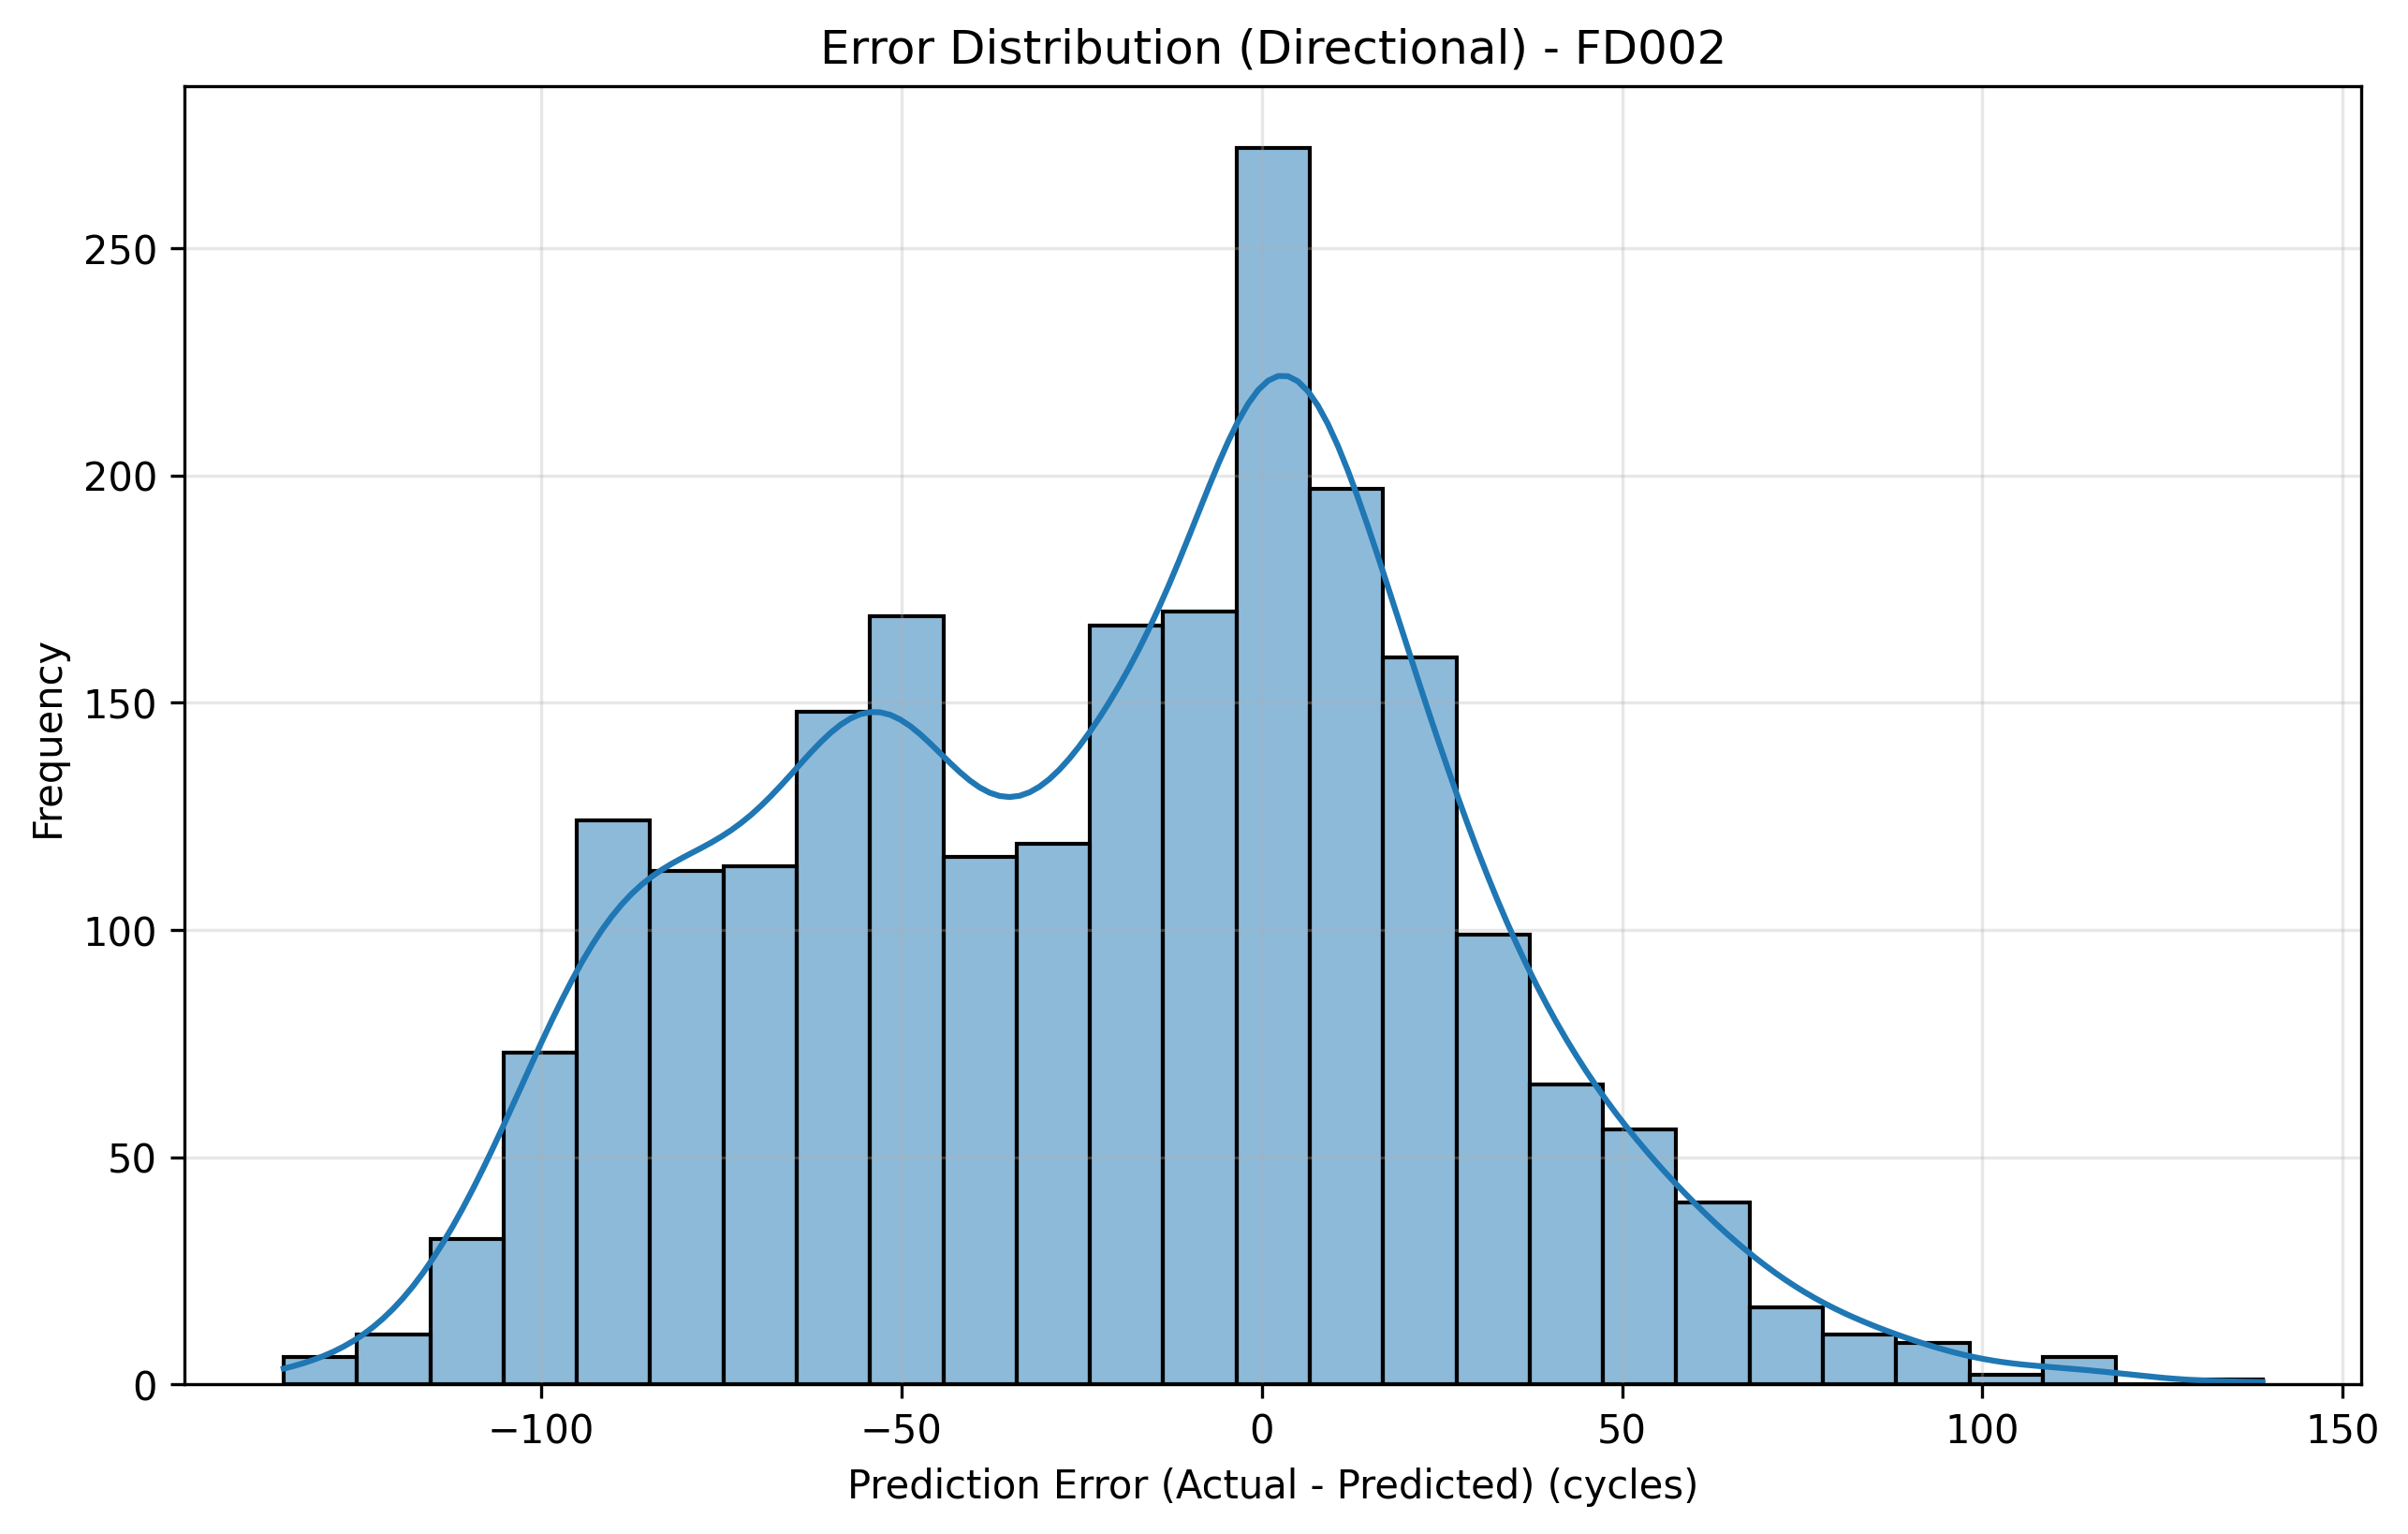 Error Distribution (Directional) - FD002
Frequency
250
200
150
100
50
0
−100 −50 0 50 100 150
Prediction Error (Actual - Predicted) (cycles)